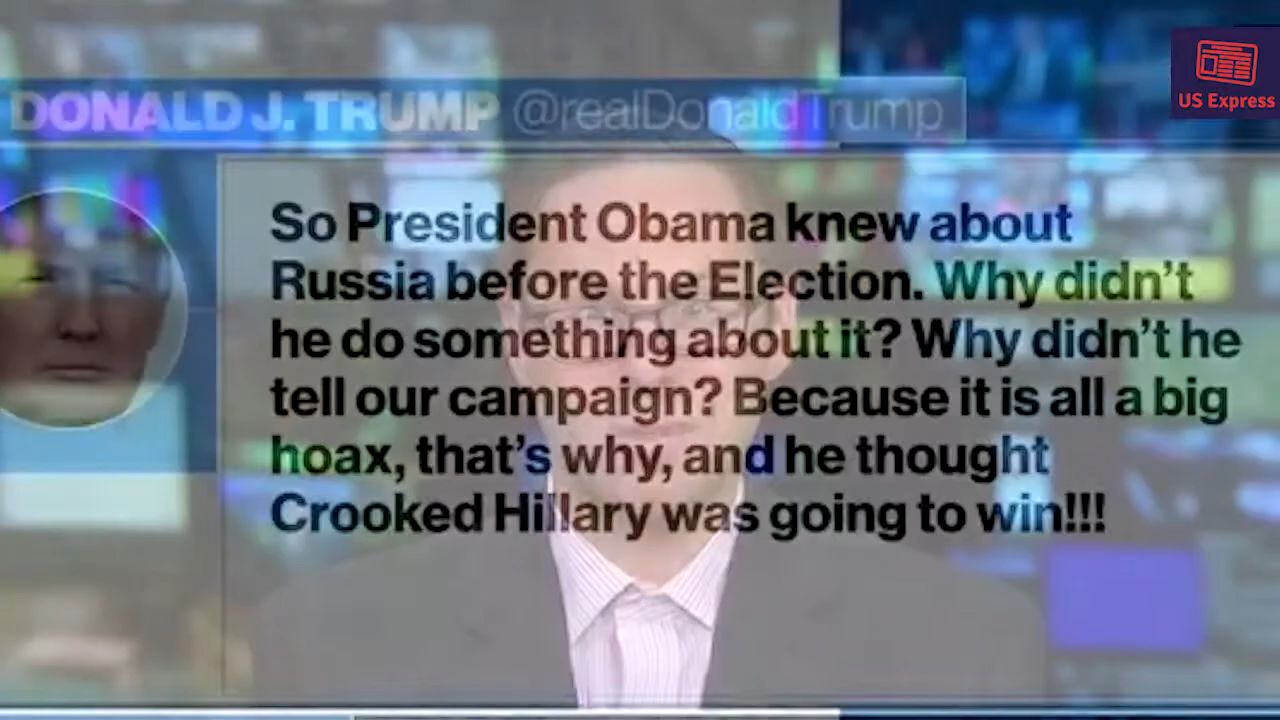 US Express
DONALD J. TRUMP @realDonaldTrump
So President Obama knew about
Russia before the Election. Why didn't
he do something about it? Why didn't he
tell our campaign? Because it is all a big
hoax, that's why, and he thought
Crooked Hillary was going to win!!!